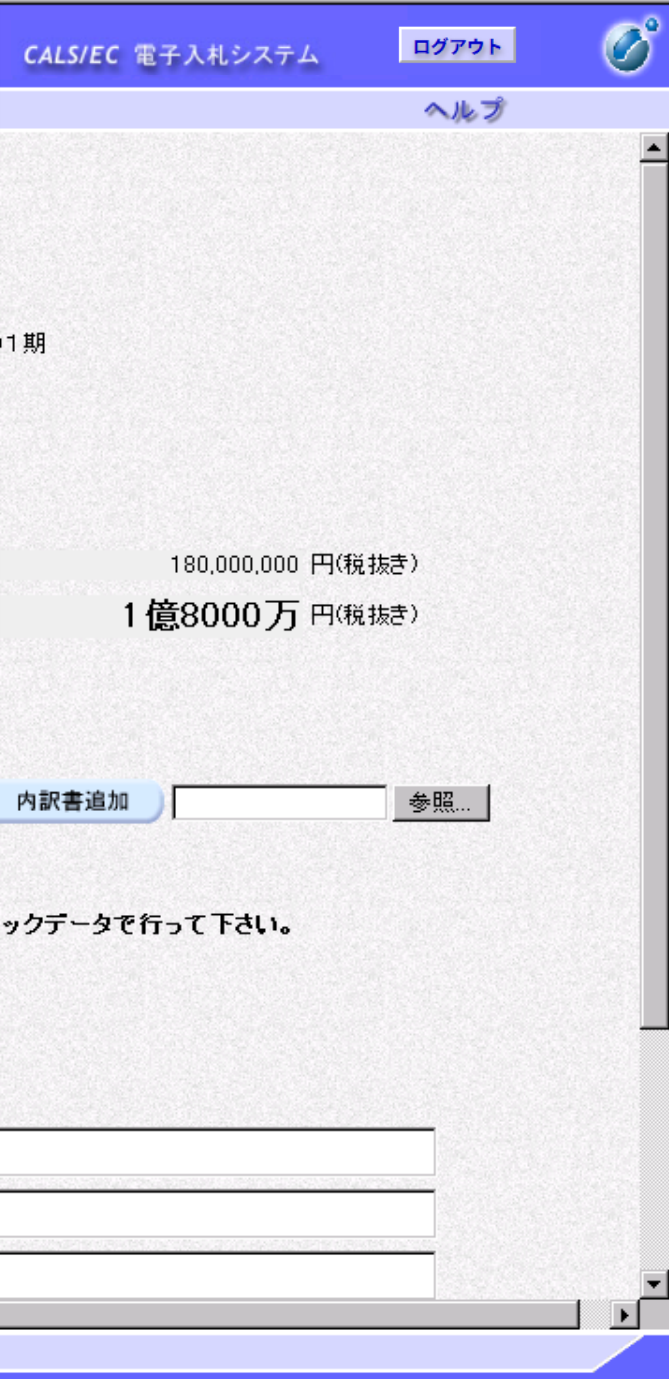 CALS/EC 電子入札システム
ログアウト
ヘルプ
1期
180,000,000 円(税抜き)
1億8000万 円(税抜き)
内訳書追加
参照...
ックデータで行って下さい。